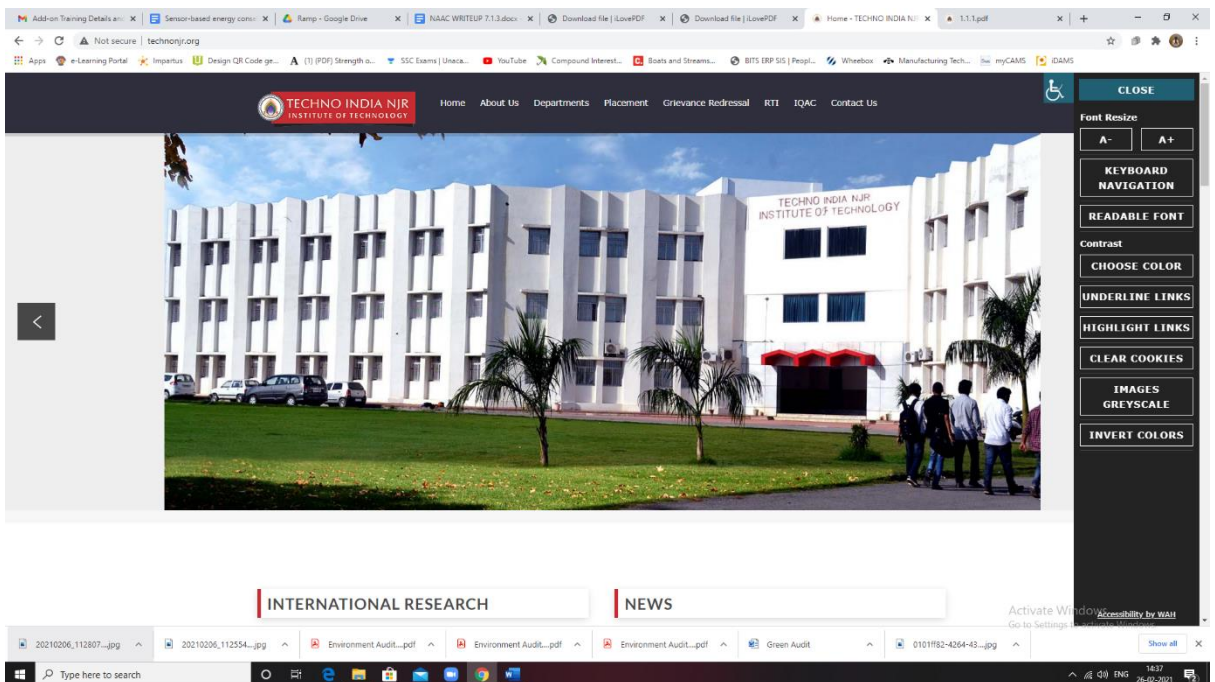 Add-on Training Details anc
Sensor-based energy conse
Ramp - Google Drive
NAAC WRITEUP 7.1.3.docx -
Download file | iLovePDF
Download file | iLovePDF
Home - TECHNO INDIA NJR
1.1.1.pdf
Not secure | technonjr.org
Apps
e-Learning Portal
Impartus
Design QR Code ge...
(1) (PDF) Strength o...
SSC Exams | Unaca...
YouTube
Compound Interest...
Boats and Streams...
BITS ERP SIS | Peopl...
Wheebox
Manufacturing Tech...
myCAMS
iDAMS
TECHNO INDIA NJR
INSTITUTE OF TECHNOLOGY
Home
About Us
Departments
Placement
Grievance Redressal
RTI
IQAC
Contact Us
TECHNO INDIA NJR
INSTITUTE OF TECHNOLOGY
CLOSE
Font Resize
A-
A+
KEYBOARD
NAVIGATION
READABLE FONT
Contrast
CHOOSE COLOR
UNDERLINE LINKS
HIGHLIGHT LINKS
CLEAR COOKIES
IMAGES
GREYSCALE
INVERT COLORS
INTERNATIONAL RESEARCH
NEWS
Accessibility by WAH
Activate Windows
Go to Settings to activate Windows.
20210206_112807...jpg
20210206_112554...jpg
Environment Audit...pdf
Environment Audit...pdf
Environment Audit...pdf
Green Audit
0101ff82-4264-43...jpg
Show all
Type here to search
ENG
14:37
26-02-2021